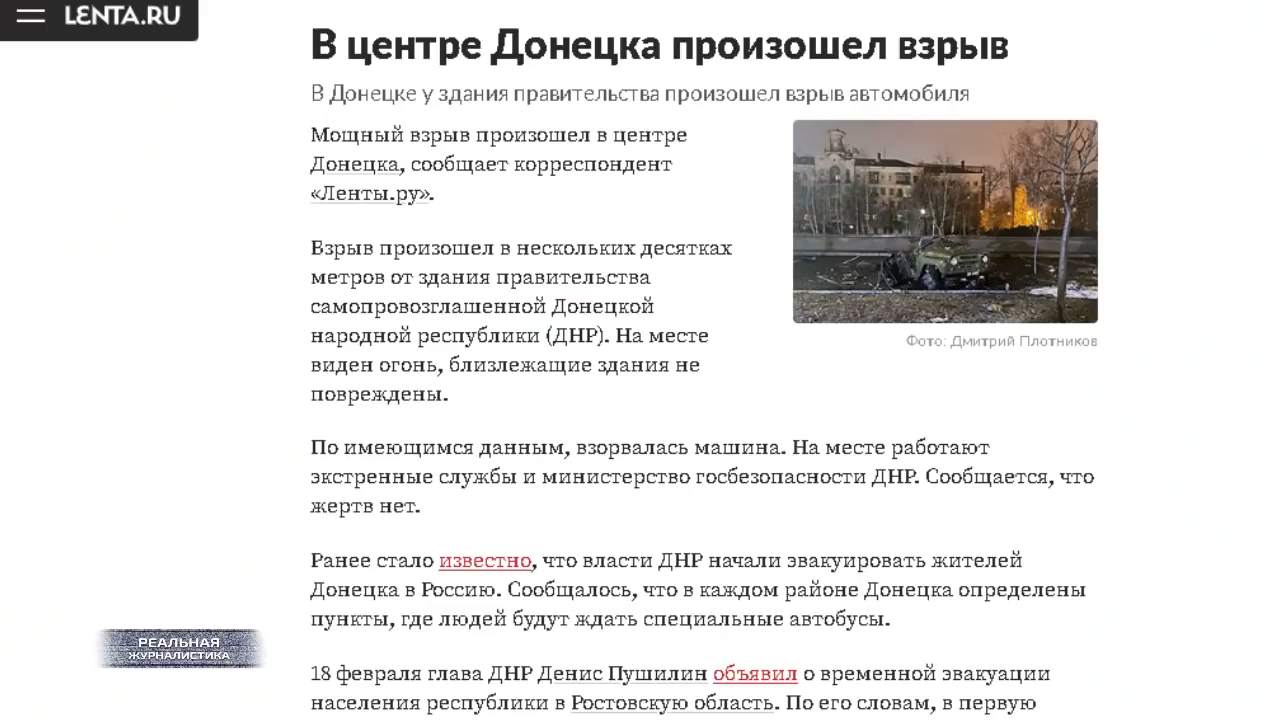 LENTA.RU
В центре Донецка произошел взрыв
В Донецке у здания правительства произошел взрыв автомобиля
Мощный взрыв произошел в центре
Донецка, сообщает корреспондент
«Ленты.ру».
Взрыв произошел в нескольких десятках
метров от здания правительства
самопровозглашенной Донецкой
народной республики (ДНР). На месте
виден огонь, близлежащие здания не
повреждены.
Фото: Дмитрий Плотников
По имеющимся данным, взорвалась машина. На месте работают
экстренные службы и министерство госбезопасности ДНР. Сообщается, что
жертв нет.
Ранее стало известно, что власти ДНР начали эвакуировать жителей
Донецка в Россию. Сообщалось, что в каждом районе Донецка определены
пункты, где людей будут ждать специальные автобусы.
РЕАЛЬНАЯ
ЖУРНАЛИСТИКА
18 февраля глава ДНР Денис Пушилин объявил о временной эвакуации
населения республики в Ростовскую область. По его словам, в первую